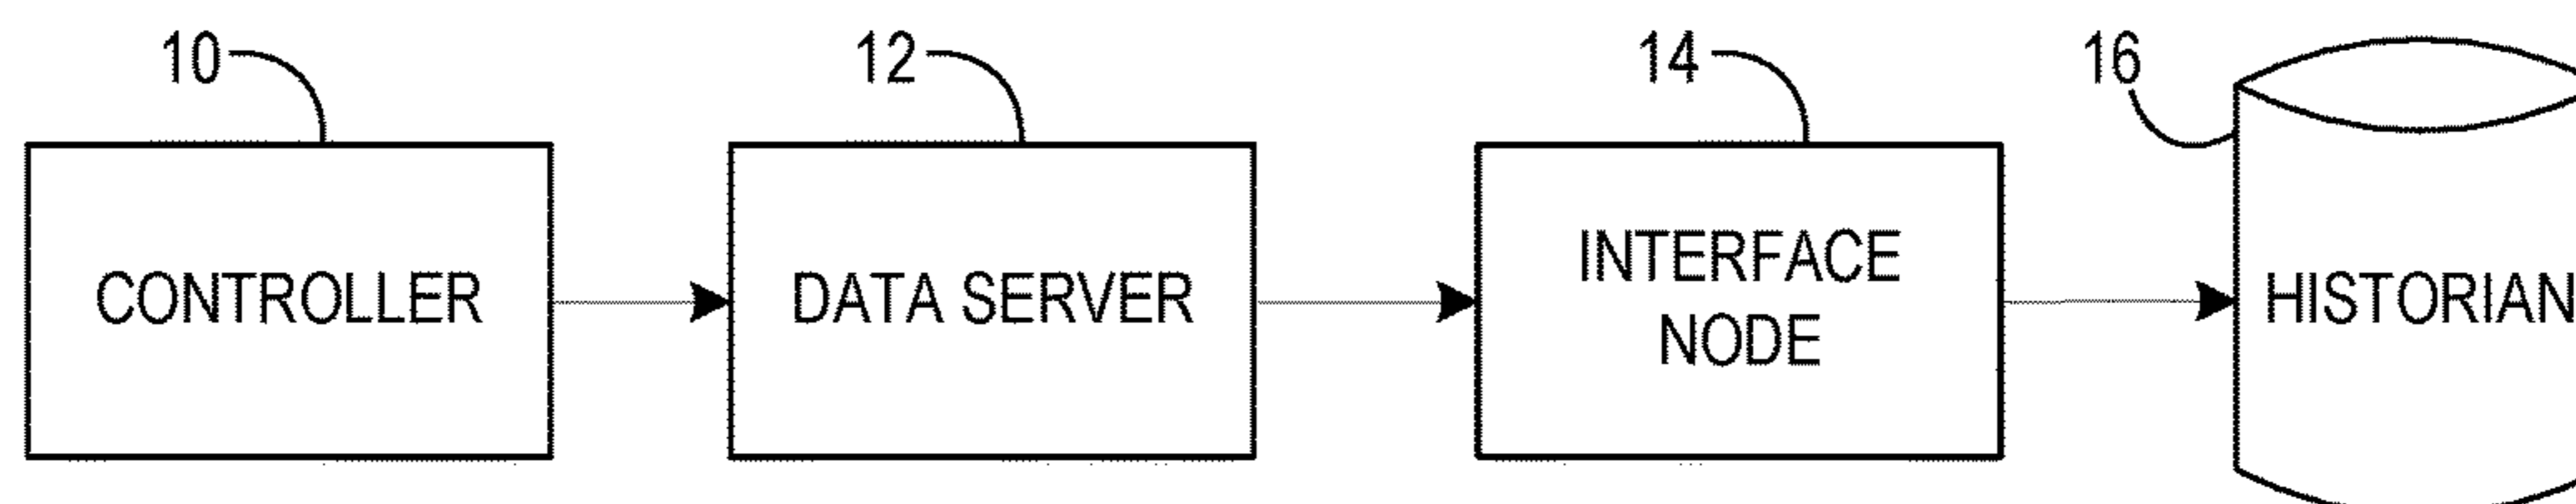 10
12
14
16
CONTROLLER
DATA SERVER
INTERFACE
NODE
HISTORIAN